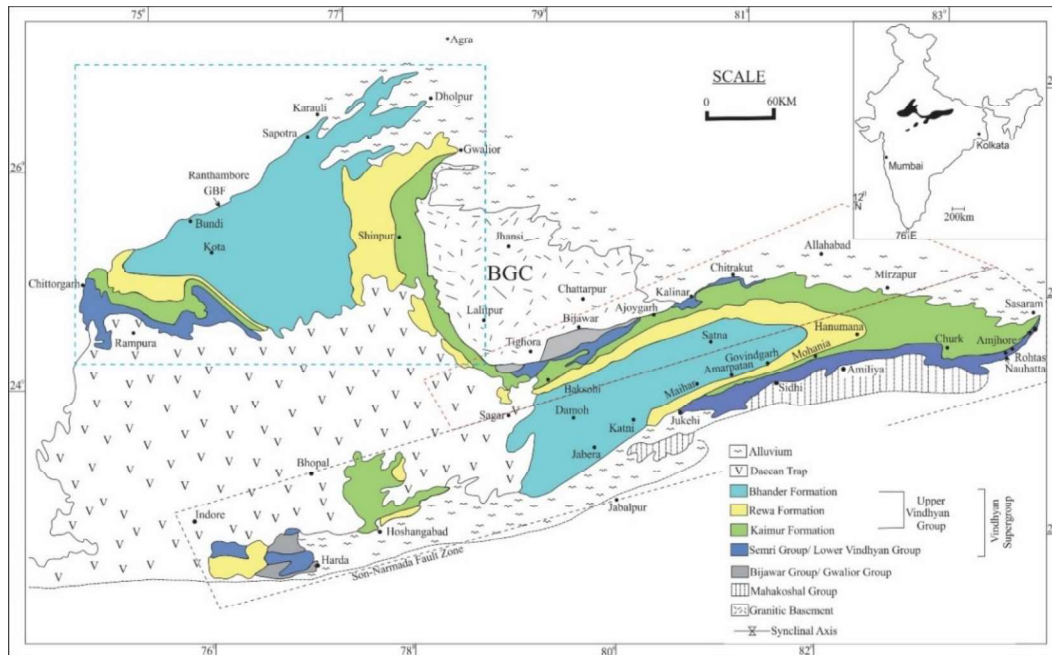 75
77
79
81
83
Agra
SCALE
0 60KM
Dholpur
Karauli
Sapotra
Gwalior
26
Ranthambore
GBF
Bundi
Kota
Shinpur
Jhansi
BGC
Chittorgarh
Rampura
Lalitpur
Chattarpur
Bijawar
Tighora
Ajoygarh
Kalinar
Chitrakut
Allahabad
Mirzapur
Sasaram
Hanumana
Satna
Churk
Amjhore
Rohtas
Nauhatta
Mohania
Govindgarh
Amarpatan
Maihar
Amiliya
Sidhi
Baksohi
24
Sagar
Damoh
Katni
Jukehi
Jabera
Bhopal
Indore
Hoshangabad
Jabalpur
Harda
Son-Narmada Fault Zone
Kolkata
Mumbai
12°
N
200km
76°E
Alluvium
V Deccan Trap
Bhander Formation
Rewa Formation
Kaimur Formation
Semri Group/ Lower Vindhyan Group
Bijawar Group/ Gwalior Group
Mahakoshal Group
Granitic Basement
Synclinal Axis
Upper
Vindhyan
Group
Vindhyan
Supergroup
76
78
80
82